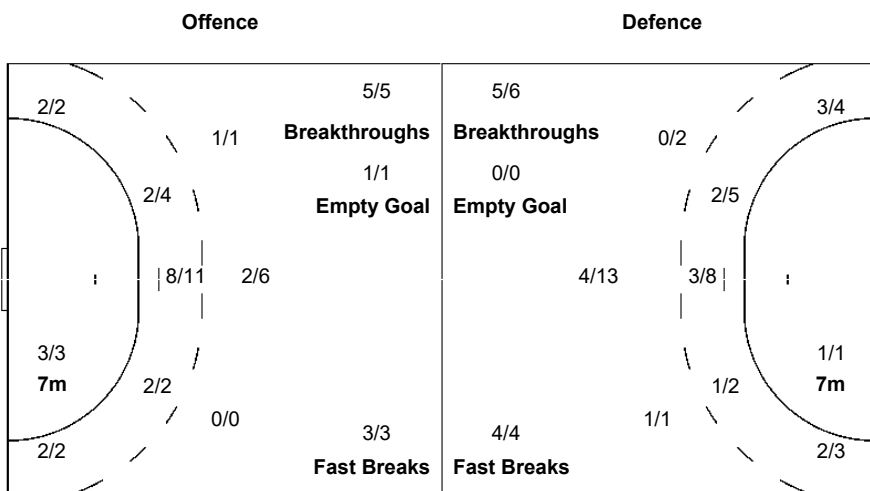 Offence Defence
5/5 5/6
2/2 3/4
1/1 Breakthroughs Breakthroughs 0/2
1/1 0/0
2/4 2/5
Empty Goal Empty Goal
8/11 2/6 4/13 3/8
3/3 1/1
7m 2/2 1/2 7m
0/0 1/1
3/3 4/4
2/2 2/3
Fast Breaks Fast Breaks